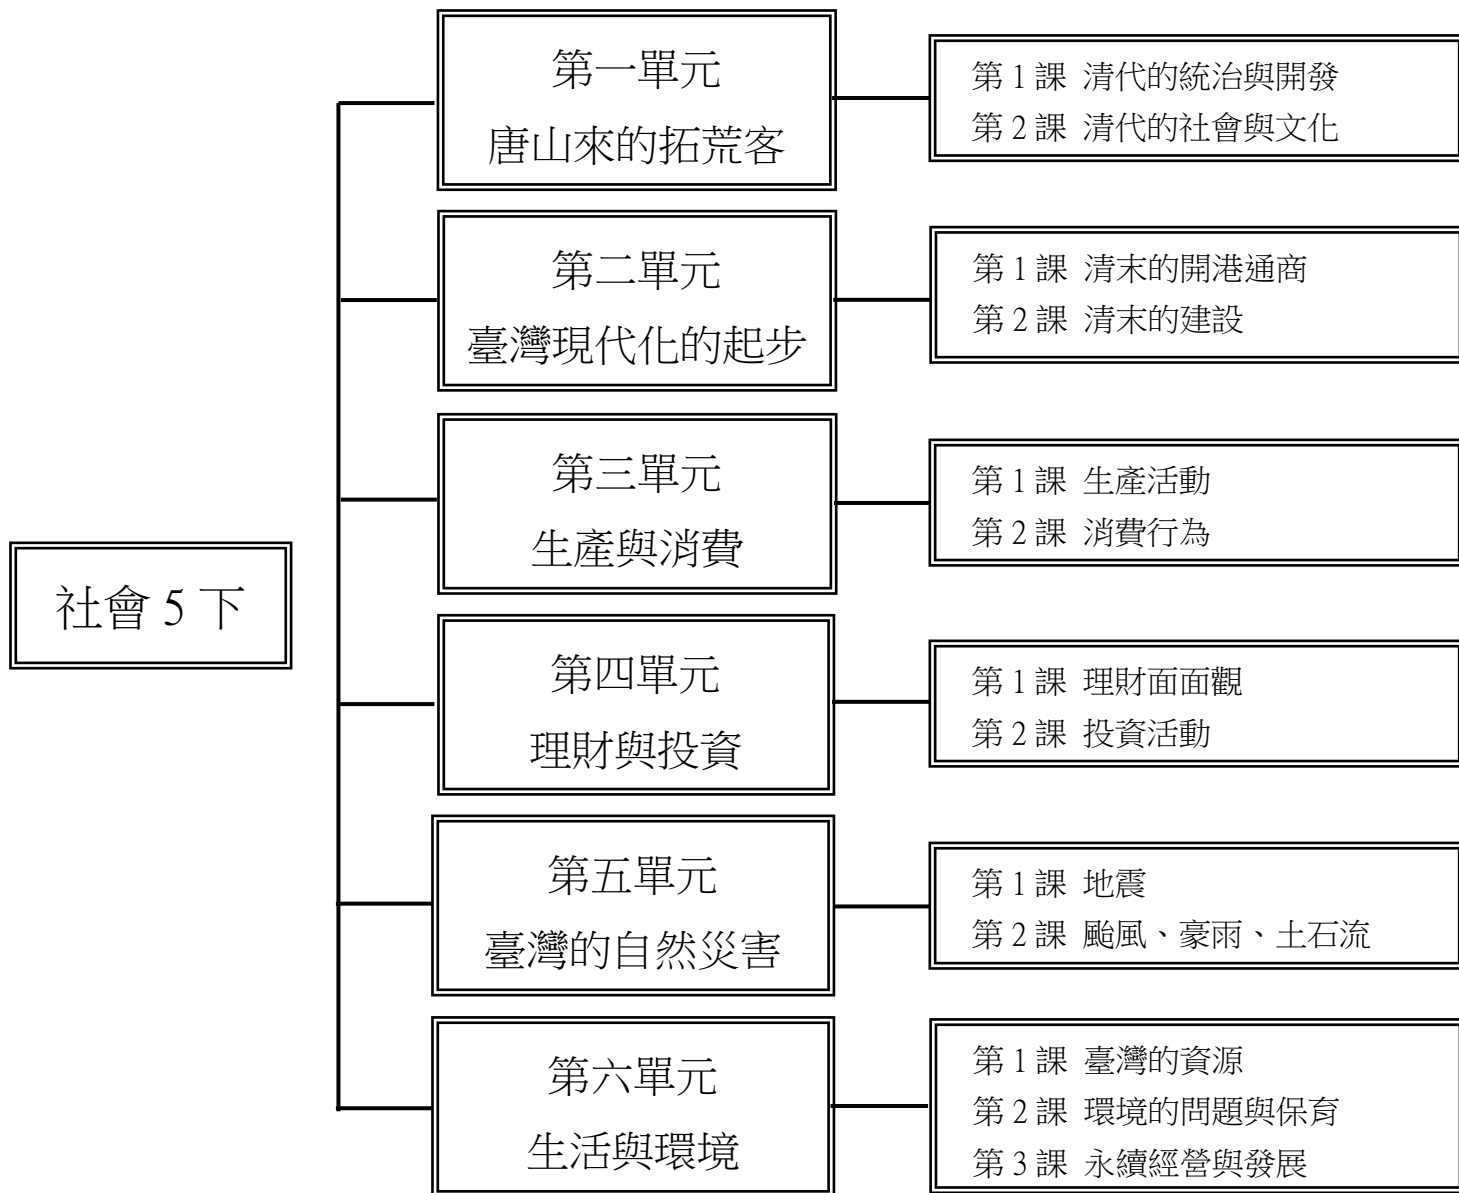 社會 5 下
第一單元
唐山來的拓荒客
第 1 課 清代的統治與開發
第 2 課 清代的社會與文化
第二單元
臺灣現代化的起步
第 1 課 清末的開港通商
第 2 課 清末的建設
第三單元
生產與消費
第 1 課 生產活動
第 2 課 消費行為
第四單元
理財與投資
第 1 課 理財面面觀
第 2 課 投資活動
第五單元
臺灣的自然災害
第 1 課 地震
第 2 課 颱風、豪雨、土石流
第六單元
生活與環境
第 1 課 臺灣的資源
第 2 課 環境的問題與保育
第 3 課 永續經營與發展